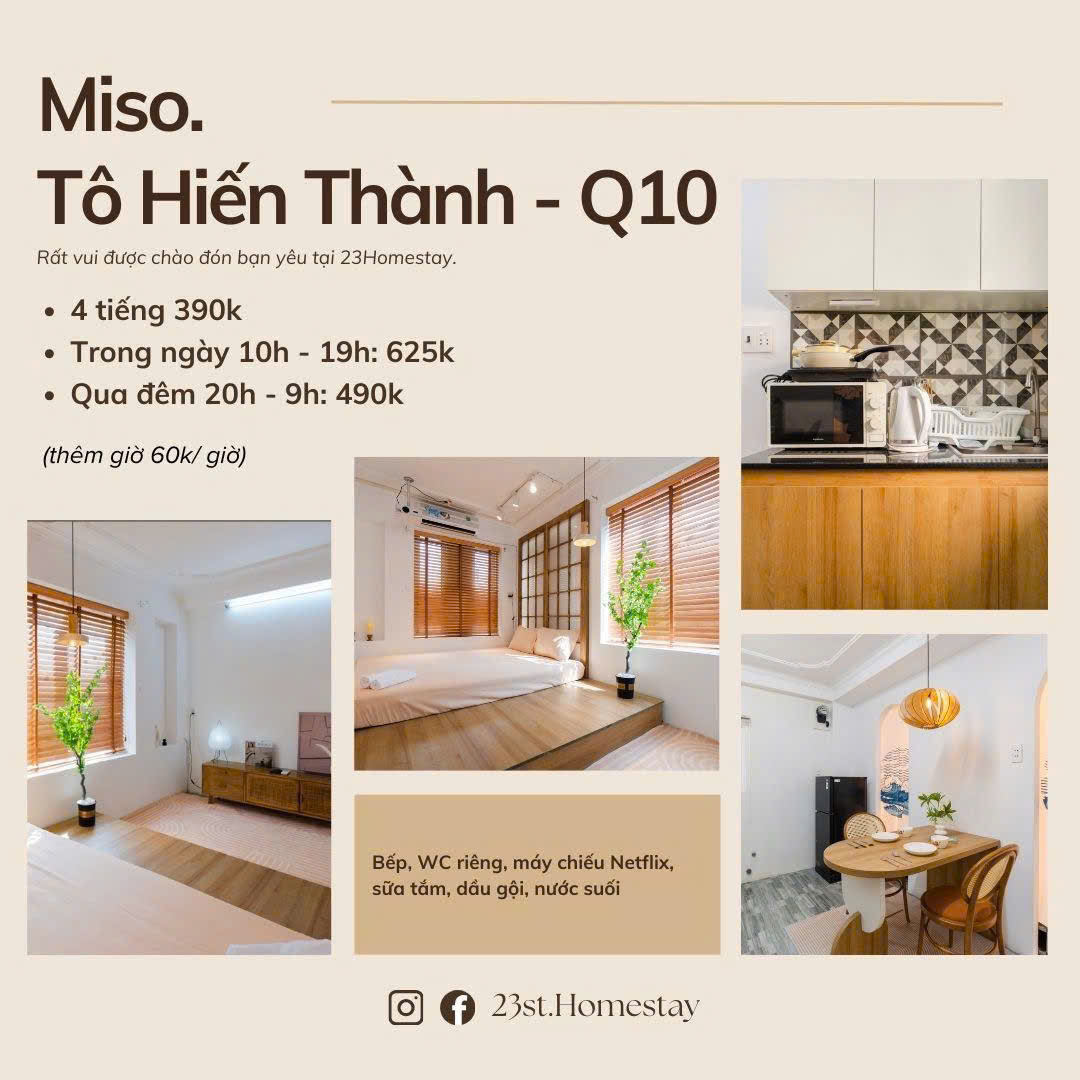 Miso.
Tô Hiến Thành - Q10
Rất vui được chào đón bạn yêu tại 23Homestay.
• 4 tiếng 390k
• Trong ngày 10h - 19h: 625k
• Qua đêm 20h - 9h: 490k
(thêm giờ 60k/ giờ)
Bếp, WC riêng, máy chiếu Netflix,
sữa tắm, dầu gội, nước suối
23st.Homestay